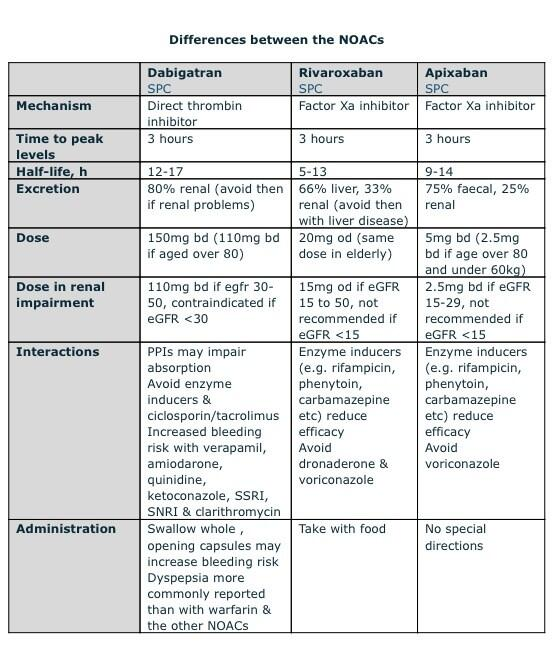 Differences between the NOACs
Dabigatran
SPC
Rivaroxaban
SPC
Apixaban
SPC
Mechanism
Direct thrombin
inhibitor
Factor Xa inhibitor
Factor Xa inhibitor
Time to peak
levels
3 hours
3 hours
3 hours
Half-life, h
12-17
5-13
9-14
Excretion
80% renal (avoid then
if renal problems)
66% liver, 33%
renal (avoid then
with liver disease)
75% faecal, 25%
renal
Dose
150mg bd (110mg bd
if aged over 80)
20mg od (same
dose in elderly)
5mg bd (2.5mg
bd if age over 80
and under 60kg)
Dose in renal
impairment
110mg bd if egfr 30-
50, contraindicated if
eGFR <30
15mg od if eGFR
15 to 50, not
recommended if
eGFR <15
2.5mg bd if eGFR
15-29, not
recommended if
eGFR <15
Interactions
PPIs may impair
absorption
Avoid enzyme
inducers &
ciclosporin/tacrolimus
Increased bleeding
risk with verapamil,
amiodarone,
quinidine,
ketoconazole, SSRI,
SNRI & clarithromycin
Enzyme inducers
(e.g. rifampicin,
phenytoin,
carbamazepine
etc) reduce
efficacy
Avoid
dronaderone &
voriconazole
Enzyme inducers
(e.g. rifampicin,
phenytoin,
carbamazepine
etc) reduce
efficacy
Avoid
voriconazole
Administration
Swallow whole ,
opening capsules may
increase bleeding risk
Dyspepsia more
commonly reported
than with warfarin &
the other NOACs
Take with food
No special
directions